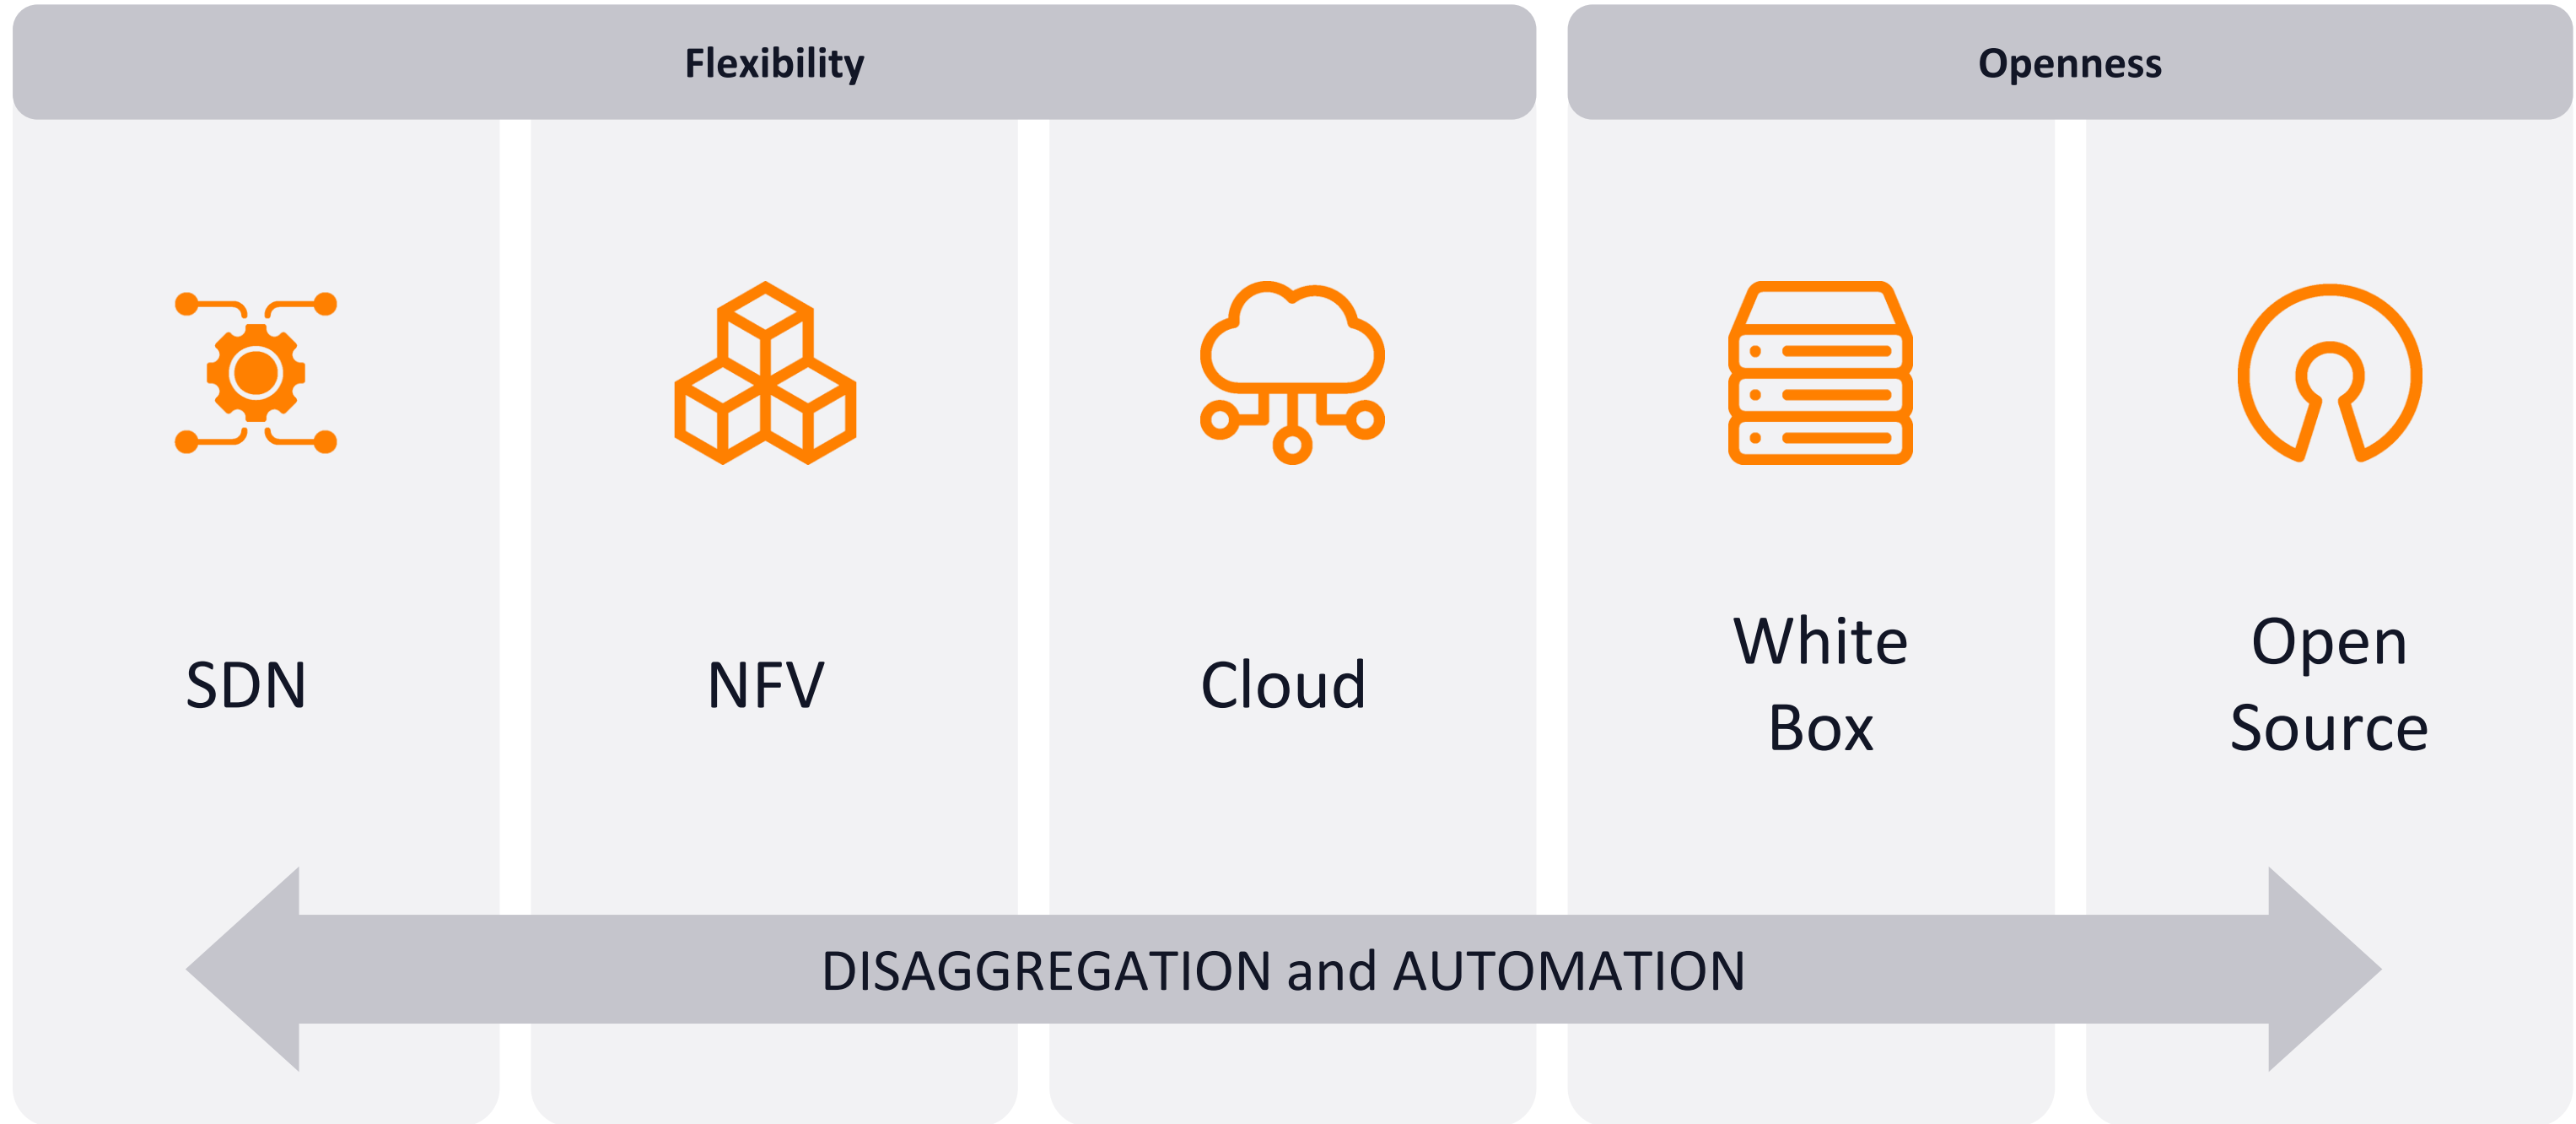 Flexibility
Openness
SDN
NFV
Cloud
White
Box
Open
Source
DISAGGREGATION and AUTOMATION